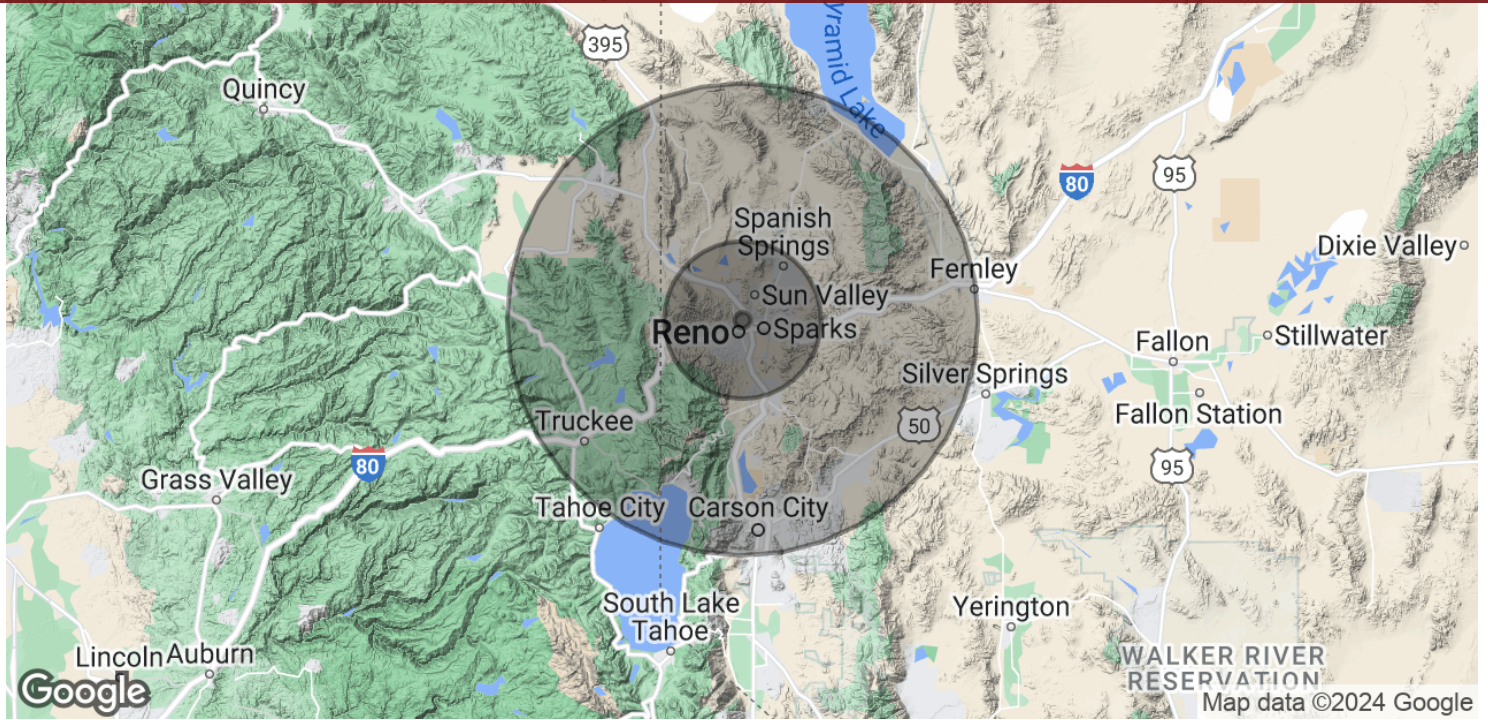 395
Pyramid Lake
Quincy
80
95
Spanish
Springs
Dixie Valley
Fernley
Sun Valley
Reno
Sparks
Fallon
Stillwater
Silver Springs
Fallon Station
50
Truckee
80
95
Grass Valley
Tahoe City
Carson City
South Lake
Tahoe
Yerington
Lincoln
Auburn
WALKER RIVER
RESERVATION
Google
Map data ©2024 Google